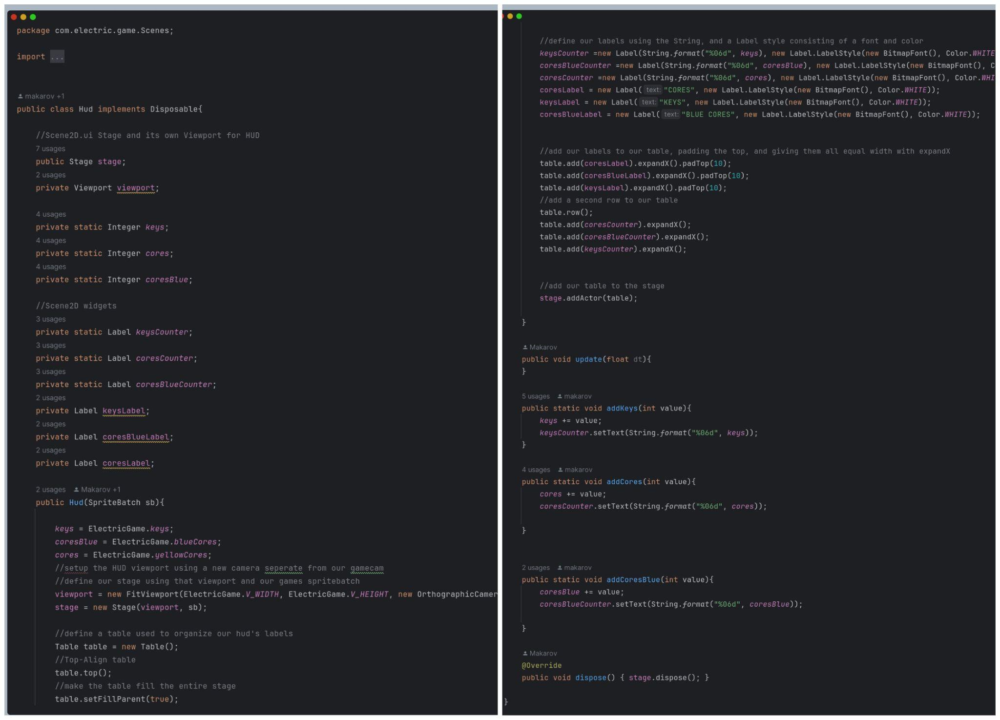 package com.electric.game.Scenes;
import ...
makarov +1
public class Hud implements Disposable{
//Scene2D.ui Stage and its own Viewport for HUD
7 usages
public Stage stage;
2 usages
private Viewport viewport;
4 usages
private static Integer keys;
4 usages
private static Integer cores;
4 usages
private static Integer coresBlue;
//Scene2D widgets
3 usages
private static Label keysCounter;
3 usages
private static Label coresCounter;
3 usages
private static Label coresBlueCounter;
2 usages
private Label keysLabel;
2 usages
private Label coresBlueLabel;
2 usages
private Label coresLabel;
2 usages Makarov +1
public Hud(SpriteBatch sb){
keys = ElectricGame.keys;
coresBlue = ElectricGame.blueCores;
cores = ElectricGame.yellowCores;
//setup the HUD viewport using a new camera seperate from our gamecam
//define our stage using that viewport and our games spritebatch
viewport = new FitViewport(ElectricGame.V_WIDTH, ElectricGame.V_HEIGHT, new OrthographicCamer
stage = new Stage(viewport, sb);
//define a table used to organize our hud's labels
Table table = new Table();
//Top-Align table
table.top();
//make the table fill the entire stage
table.setFillParent(true);
//define our labels using the String, and a Label style consisting of a font and color
keysCounter =new Label(String.format("%06d", keys), new Label.LabelStyle(new BitmapFont(), Color.WHITE
coresBlueCounter =new Label(String.format("%06d", coresBlue), new Label.LabelStyle(new BitmapFont(), C
coresCounter =new Label(String.format("%06d", cores), new Label.LabelStyle(new BitmapFont(), Color.WHI
coresLabel = new Label( text: "CORES", new Label.LabelStyle(new BitmapFont(), Color.WHITE));
keysLabel = new Label( text: "KEYS", new Label.LabelStyle(new BitmapFont(), Color.WHITE));
coresBlueLabel = new Label( text: "BLUE CORES", new Label.LabelStyle(new BitmapFont(), Color.WHITE));
//add our labels to our table, padding the top, and giving them all equal width with expandX
table.add(coresLabel).expandX().padTop(10);
table.add(coresBlueLabel).expandX().padTop(10);
table.add(keysLabel).expandX().padTop(10);
//add a second row to our table
table.row();
table.add(coresCounter).expandX();
table.add(coresBlueCounter).expandX();
table.add(keysCounter).expandX();
//add our table to the stage
stage.addActor(table);
}
Makarov
public void update(float dt){
}
5 usages makarov
public static void addKeys(int value){
keys += value;
keysCounter.setText(String.format("%06d", keys));
}
4 usages makarov
public static void addCores(int value){
cores += value;
coresCounter.setText(String.format("%06d", cores));
}
2 usages makarov
public static void addCoresBlue(int value){
coresBlue += value;
coresBlueCounter.setText(String.format("%06d", coresBlue));
}
Makarov
@Override
public void dispose() { stage.dispose(); }
}